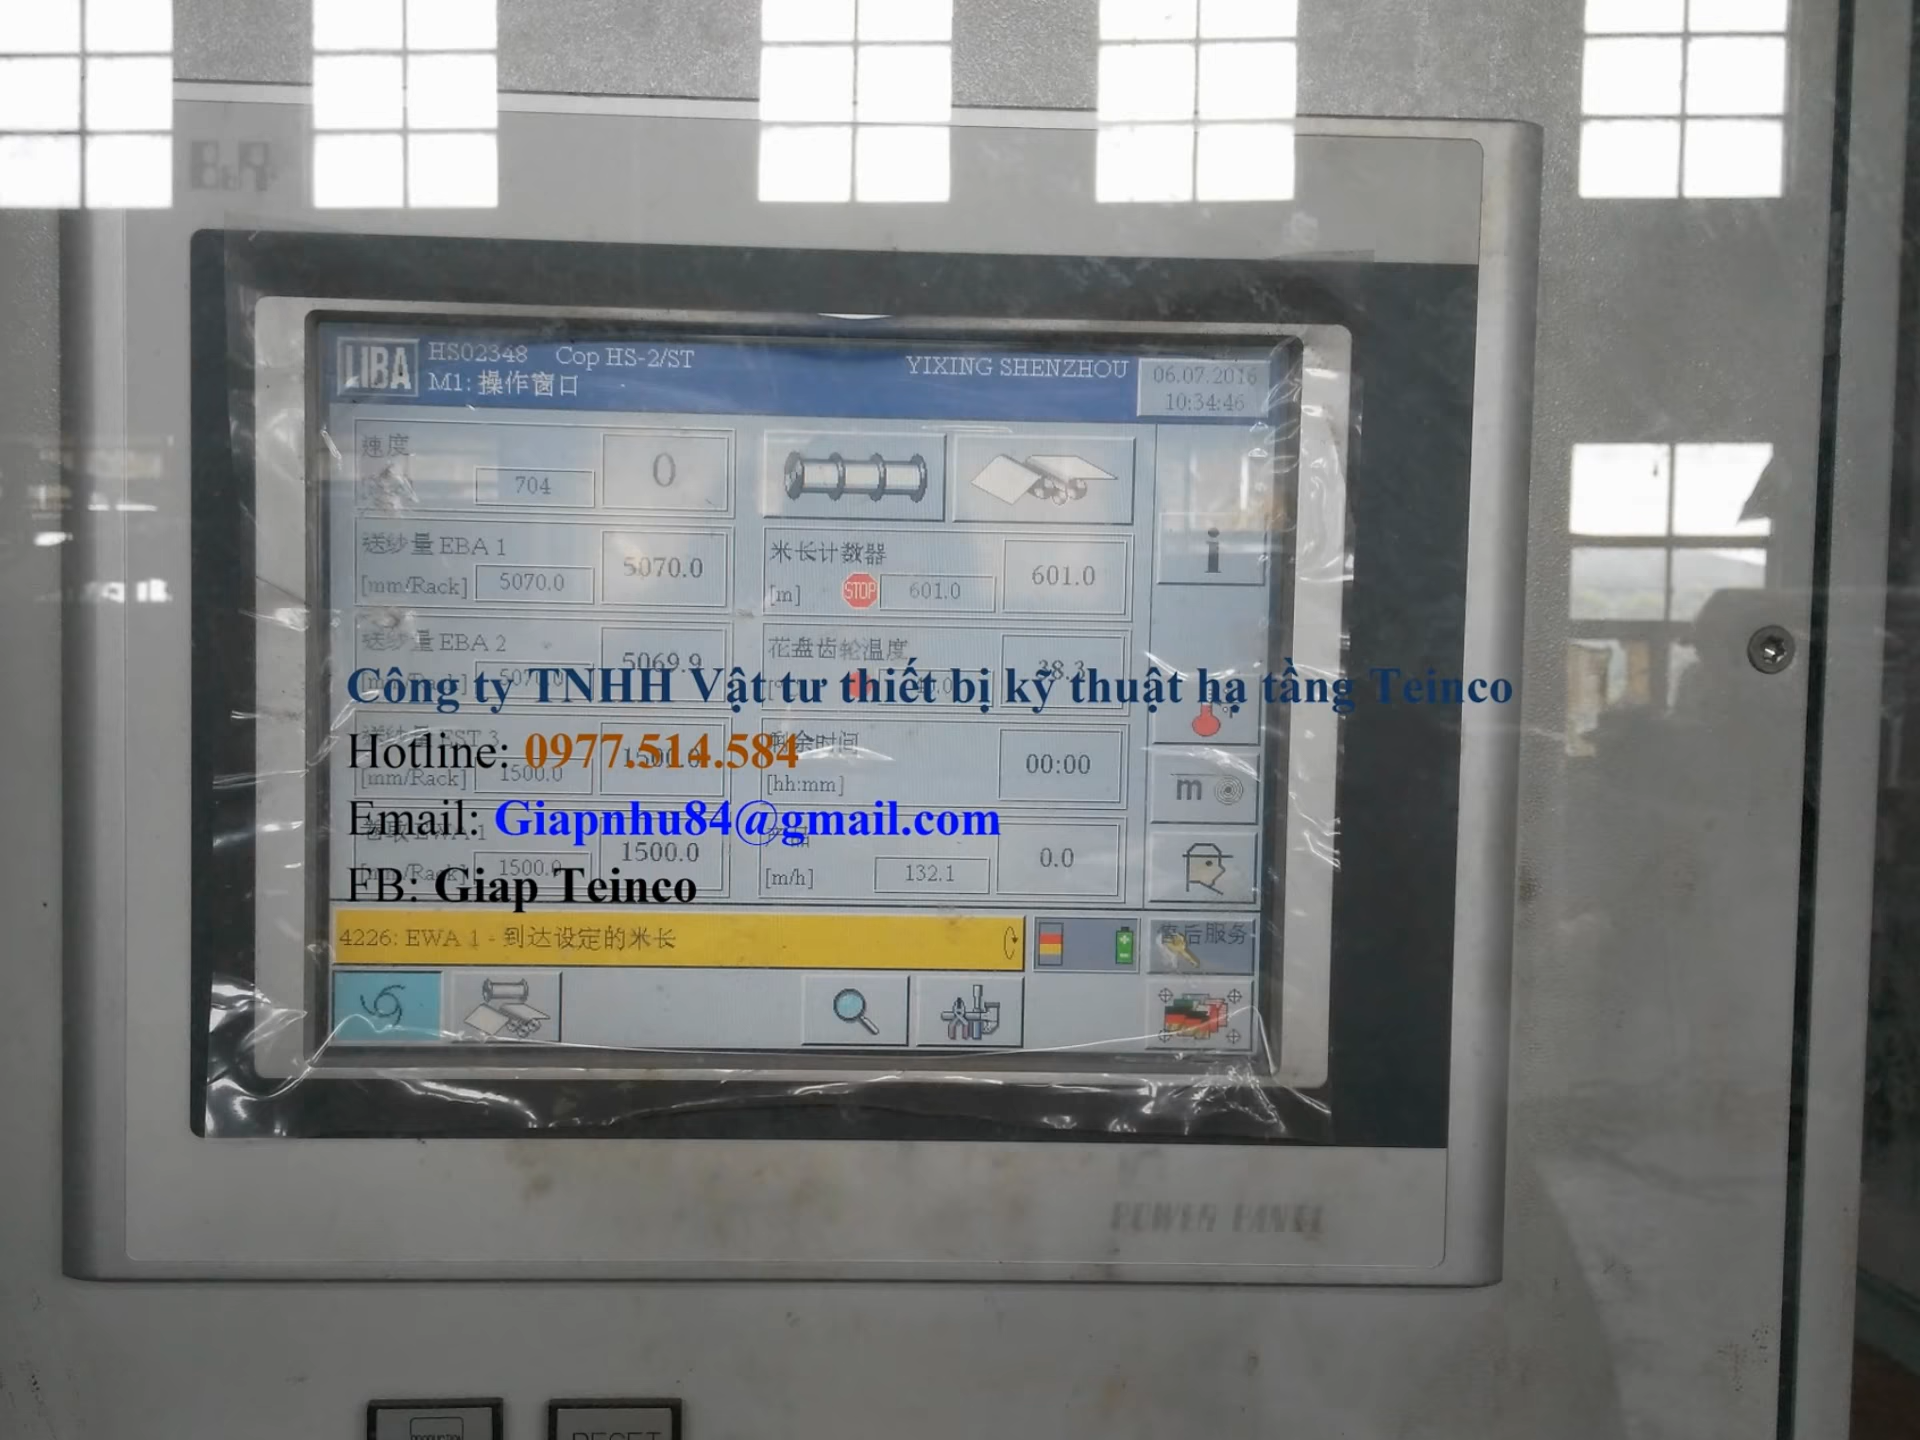 B&R
LIBA HS02348 Cop HS-2/ST YIXING SHENZHOU 06.07.2016
M1: 操作窗口 10:34:46
速度
704 0
送纱量 EBA 1
[mm/Rack] 5070.0 5070.0
米长计数器
[m] STOP 601.0 601.0
送纱量 EBA 2
5069.9
花盘齿轮温度
38.3
Công ty TNHH Vật tư thiết bị kỹ thuật hạ tầng Teinco
剩余时间
[hh:mm] 00:00
Hotline: 0977.514.584
[mm/Rack] 1500.0 1500.0
m
Email: Giapnhu84@gmail.com
1500.0 1500.0
[m/h] 132.1 0.0
FB: Giap Teinco
4226: EWA 1 - 到达设定的米长
售后服务
POWER PANEL
RESET